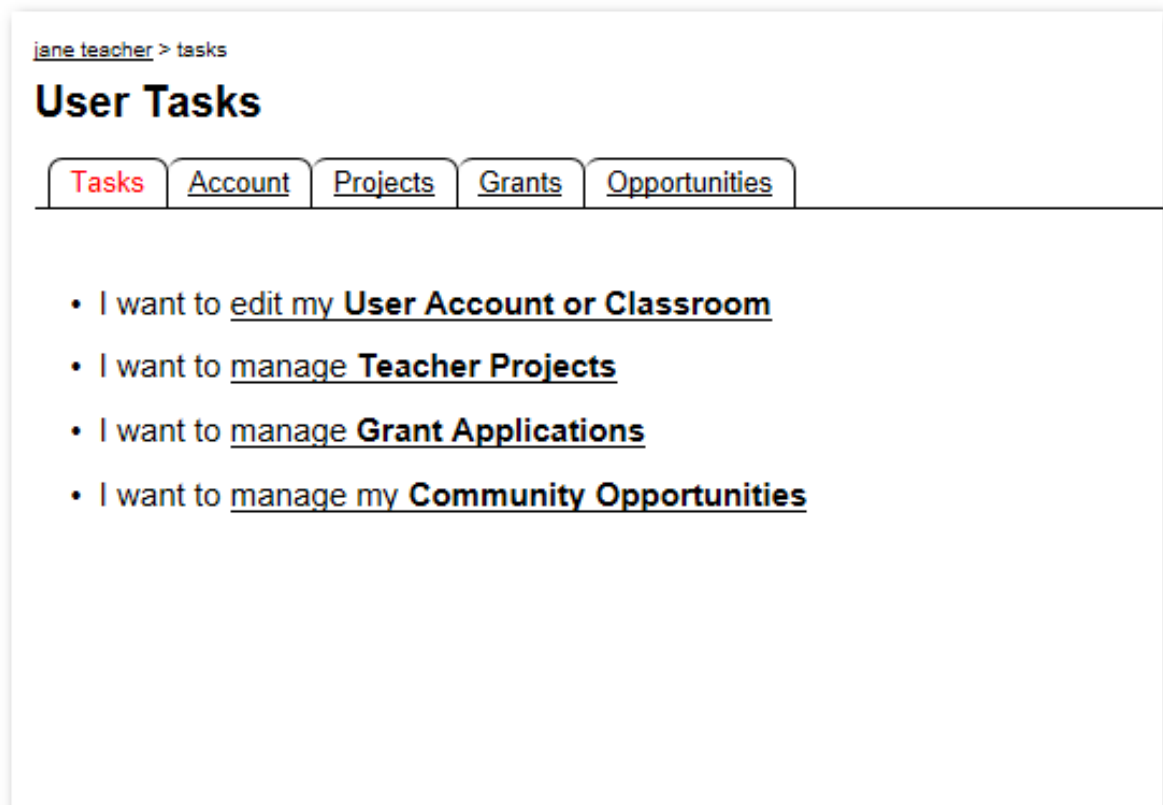 jane teacher > tasks
User Tasks
Tasks Account Projects Grants Opportunities
• I want to edit my User Account or Classroom
• I want to manage Teacher Projects
• I want to manage Grant Applications
• I want to manage my Community Opportunities